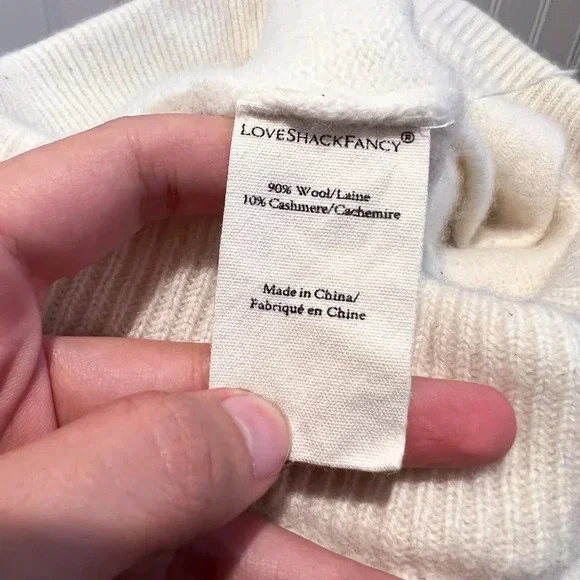 LOVESHACKFANCY®
90% Wool/Laine
10% Cashmere/Cachemire
Made in China/
Fabriqué en Chine